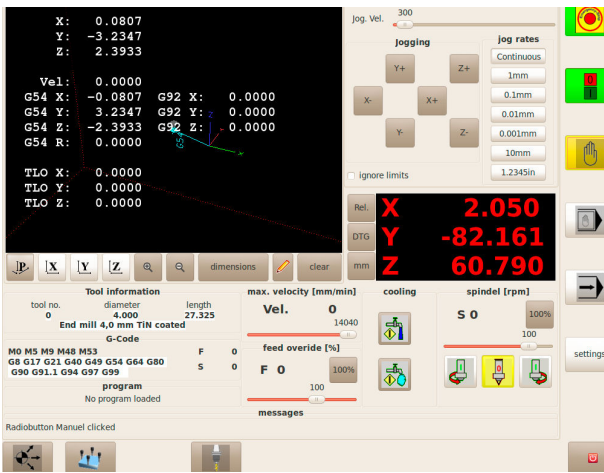 X: 0.0807
Y: -3.2347
Z: 2.3933
Vel: 0.0000
G54 X: -0.0807 G92 X: 0.0000
G54 Y: 3.2347 G92 Y: 0.0000
G54 Z: -2.3933 G92 Z: 0.0000
G54 R: 0.0000
TLO X: 0.0000
TLO Y: 0.0000
TLO Z: 0.0000
Z
X
G54
P X Y Z dimensions clear
Jog. Vel. 300
Jogging
Y+ Z+
X- X+
Y- Z-
ignore limits
jog rates
Continuous
1mm
0.1mm
0.01mm
0.001mm
10mm
1.2345in
Rel. X 2.050
DTG Y -82.161
mm Z 60.790
Tool information
tool no. diameter length
0 4.000 27.325
End mill 4,0 mm TiN coated
G-Code
M0 M5 M9 M48 M53 F 0
G8 G17 G21 G40 G49 G54 G64 G80 S 0
G90 G91.1 G94 G97 G99
program
No program loaded
max. velocity [mm/min]
Vel. 0
14040
feed overide [%]
F 0 100%
100
cooling
spindel [rpm]
S 0 100%
100
I 0 I
messages
Radiobutton Manuel clicked
0
I
settings